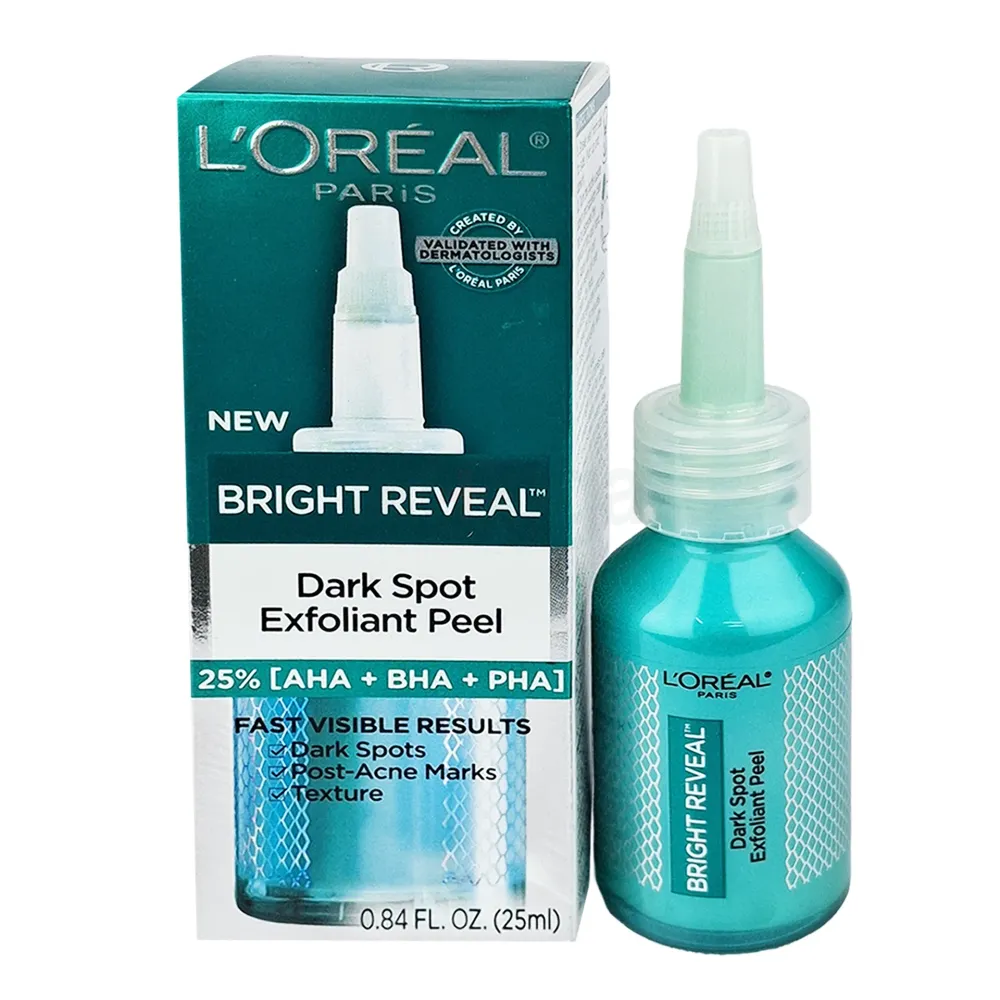 L'ORÉAL®
PARiS
CREATED BY
VALIDATED WITH
DERMATOLOGISTS
L'ORÉAL PARIS
NEW
BRIGHT REVEAL™
Dark Spot
Exfoliant Peel
25% [AHA + BHA + PHA]
FAST VISIBLE RESULTS
Dark Spots
Post-Acne Marks
Texture
0.84 FL. OZ. (25ml)
L'ORÉAL®
PARIS
BRIGHT REVEAL™
Dark Spot
Exfoliant Peel